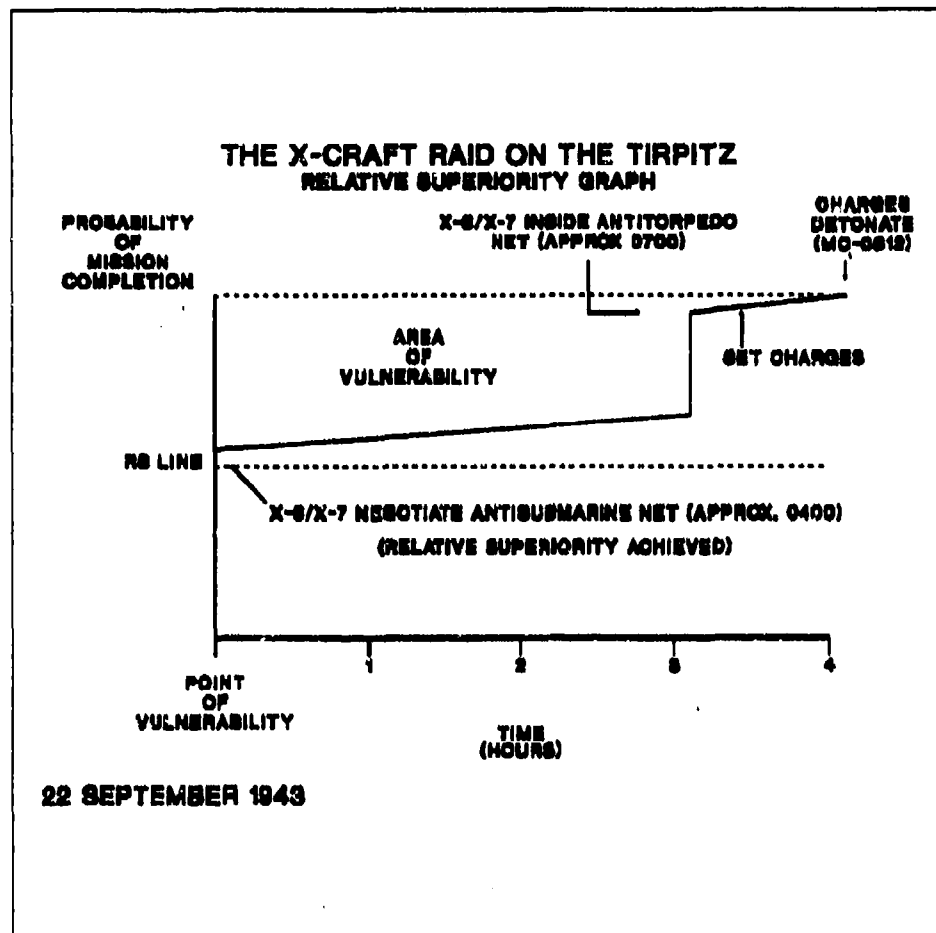 THE X-CRAFT RAID ON THE TIRPITZ
RELATIVE SUPERIORITY GRAPH
PROBABILITY
OF
MISSION
COMPLETION
X-6/X-7 INSIDE ANTITORPEDO
NET (APPROX 0700)
CHARGES
DETONATE
AREA
OF
VULNERABILITY
SET CHARGES
RS LINE
X-6/X-7 NEGOTIATE ANTISUBMARINE NET (APPROX. 0400)
(RELATIVE SUPERIORITY ACHIEVED)
1
2
3
4
POINT
OF
VULNERABILITY
TIME
(HOURS)
22 SEPTEMBER 1943